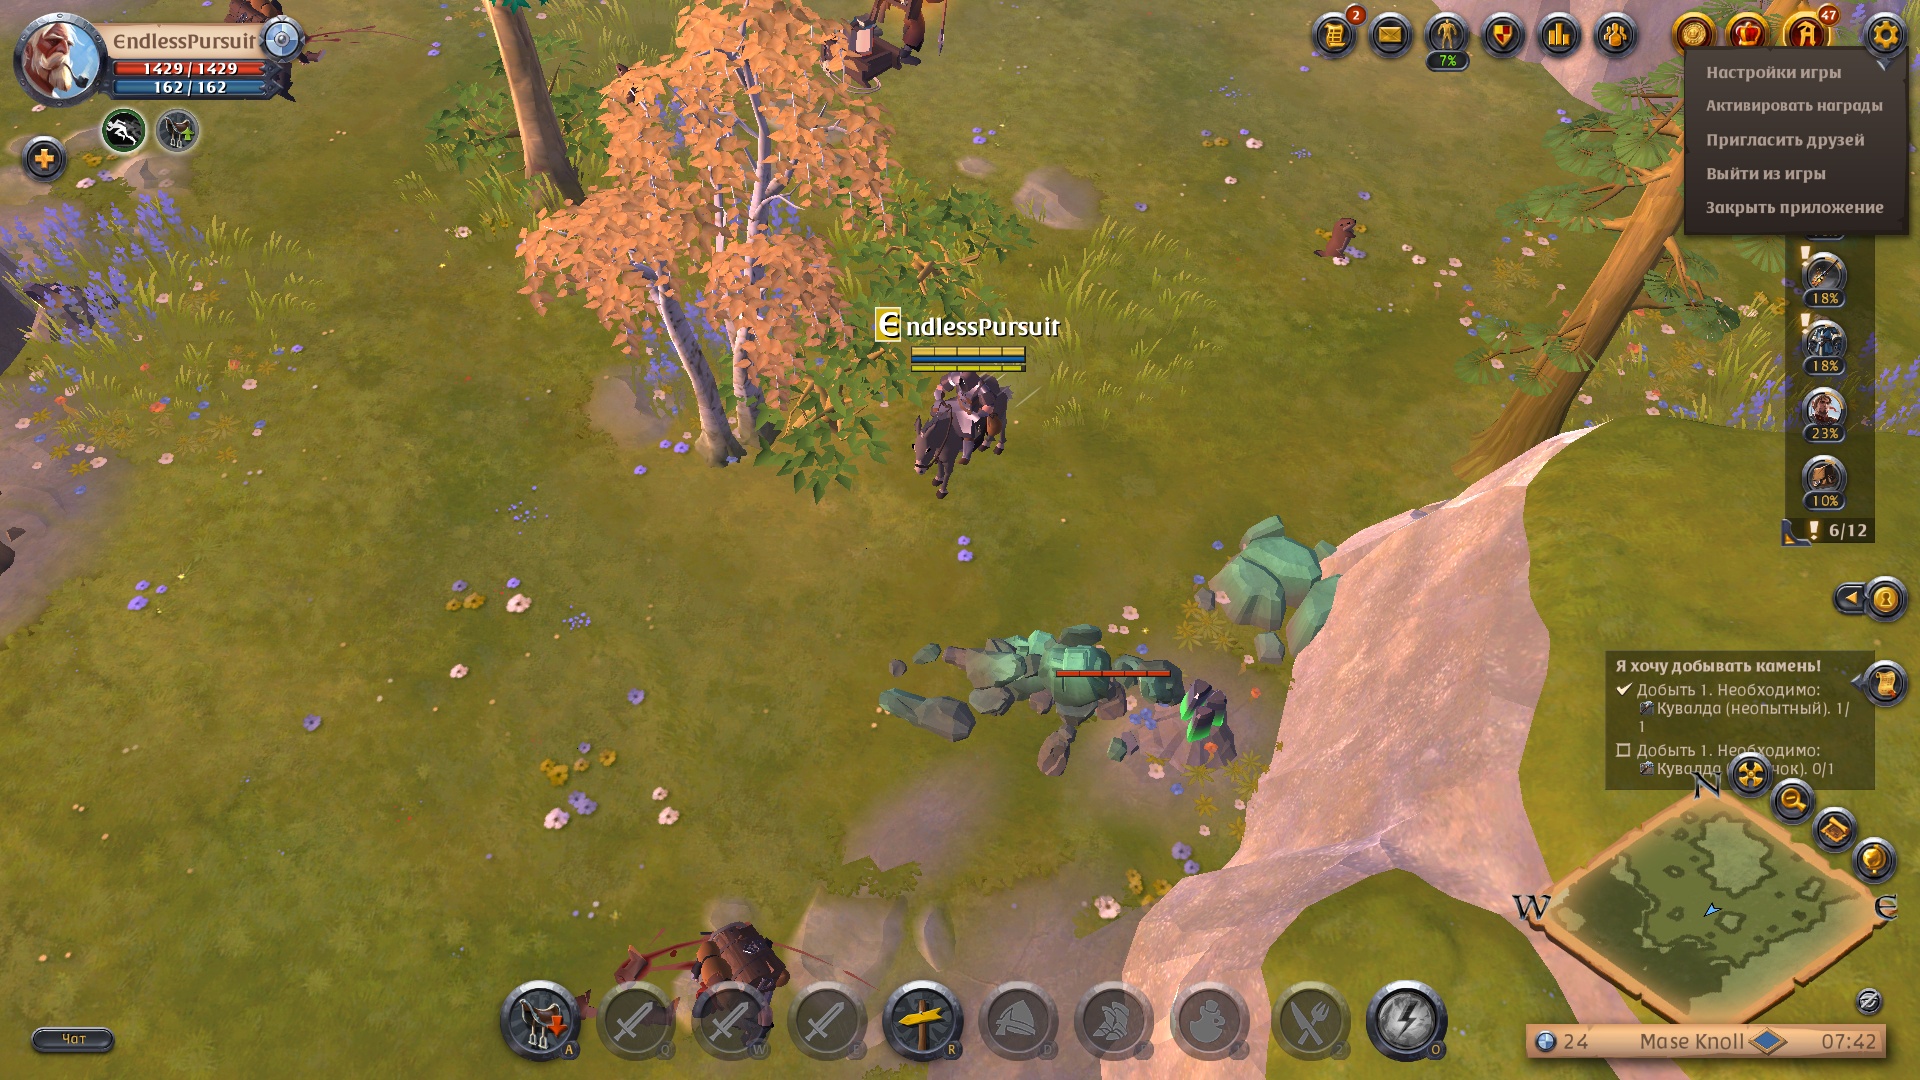 EndlessPursuit
1429 / 1429
162 / 162
2
7%
47
Настройки игры
Активировать награды
Пригласить друзей
Выйти из игры
Закрыть приложение
18%
18%
23%
10%
6/12
EndlessPursuit
Я хочу добывать камень!
Добыть 1. Необходимо:
Кувалда (неопытный). 1/
1
Добыть 1. Необходимо:
Кувалда чок). 0/1
N
W
E
Чат
A
Q
W
E
R
D
F
2
O
24
Mase Knoll
07:42